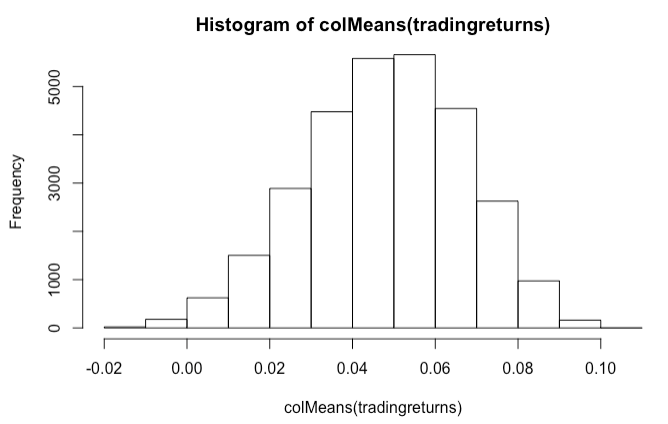 Histogram of colMeans(tradingreturns)
Frequency
5000
3000
1000
0
-0.02 0.00 0.02 0.04 0.06 0.08 0.10
colMeans(tradingreturns)